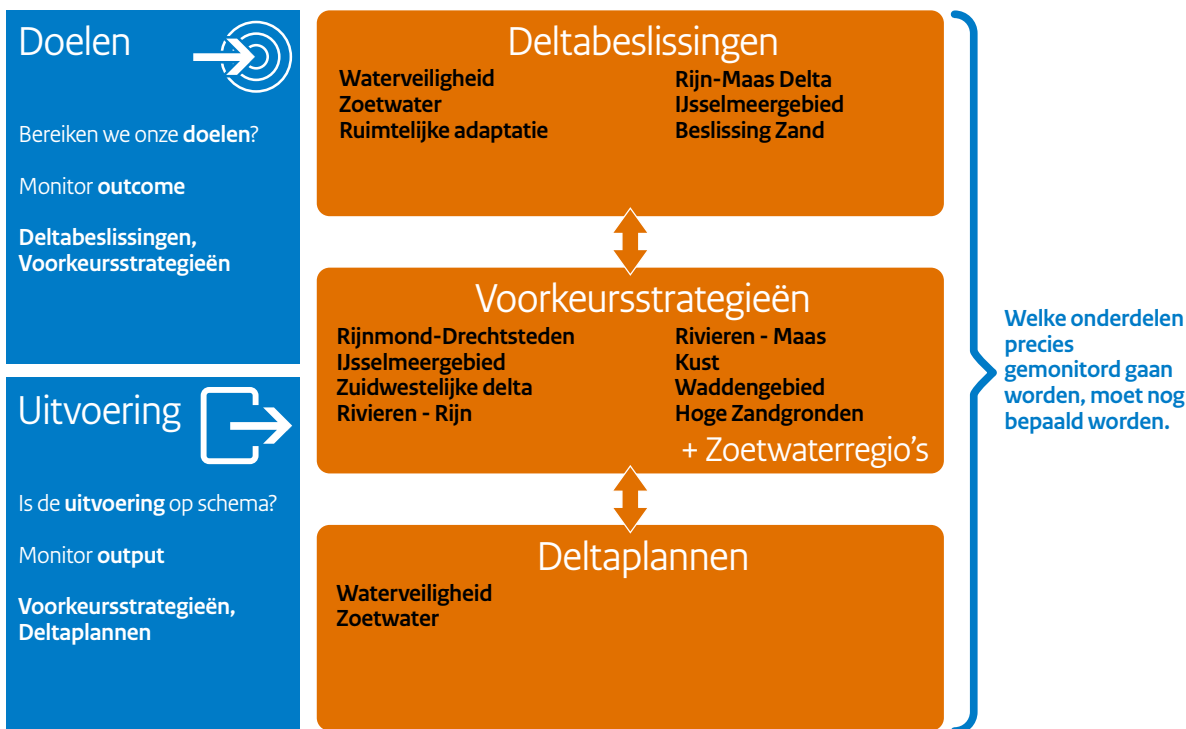 Doelen
Bereiken we onze doelen?
Monitor outcome
Deltabeslissingen,
Voorkeursstrategieën
Uitvoering
Is de uitvoering op schema?
Monitor output
Voorkeursstrategieën,
Deltaplannen
Deltabeslissingen
Waterveiligheid
Zoetwater
Ruimtelijke adaptatie
Rijn-Maas Delta
IJsselmeergebied
Beslissing Zand
Voorkeursstrategieën
Rijnmond-Drechtsteden
IJsselmeergebied
Zuidwestelijke delta
Rivieren - Rijn
Rivieren - Maas
Kust
Waddengebied
Hoge Zandgronden
+ Zoetwaterregio's
Deltaplannen
Waterveiligheid
Zoetwater
Welke onderdelen
precies
gemonitord gaan
worden, moet nog
bepaald worden.